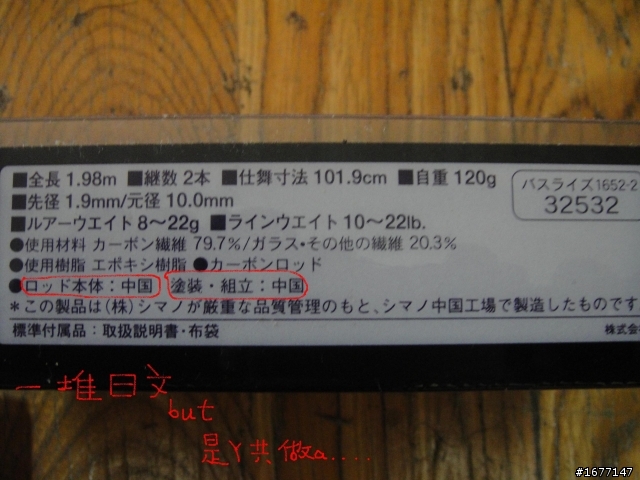 ■全長 1.98m ■継数 2本 ■仕舞寸法 101.9cm ■自重 120g
■先径 1.9mm/元径 10.0mm
■ルアーウエイト 8〜22g ■ラインウエイト 10〜22lb.
バスライズ1652-2
32532
●使用材料 カーボン繊維 79.7%/ガラス・その他の繊維 20.3%
●使用樹脂 エポキシ樹脂 ●カーボンロッド
●ロッド本体：中国 塗装・組立：中国
＊この製品は(株)シマノが厳重な品質管理のもと、シマノ中国工場で製造したものです
標準付属品：取扱説明書・布袋
株式会
一堆日文
but
是Y共做a.....
#1677147